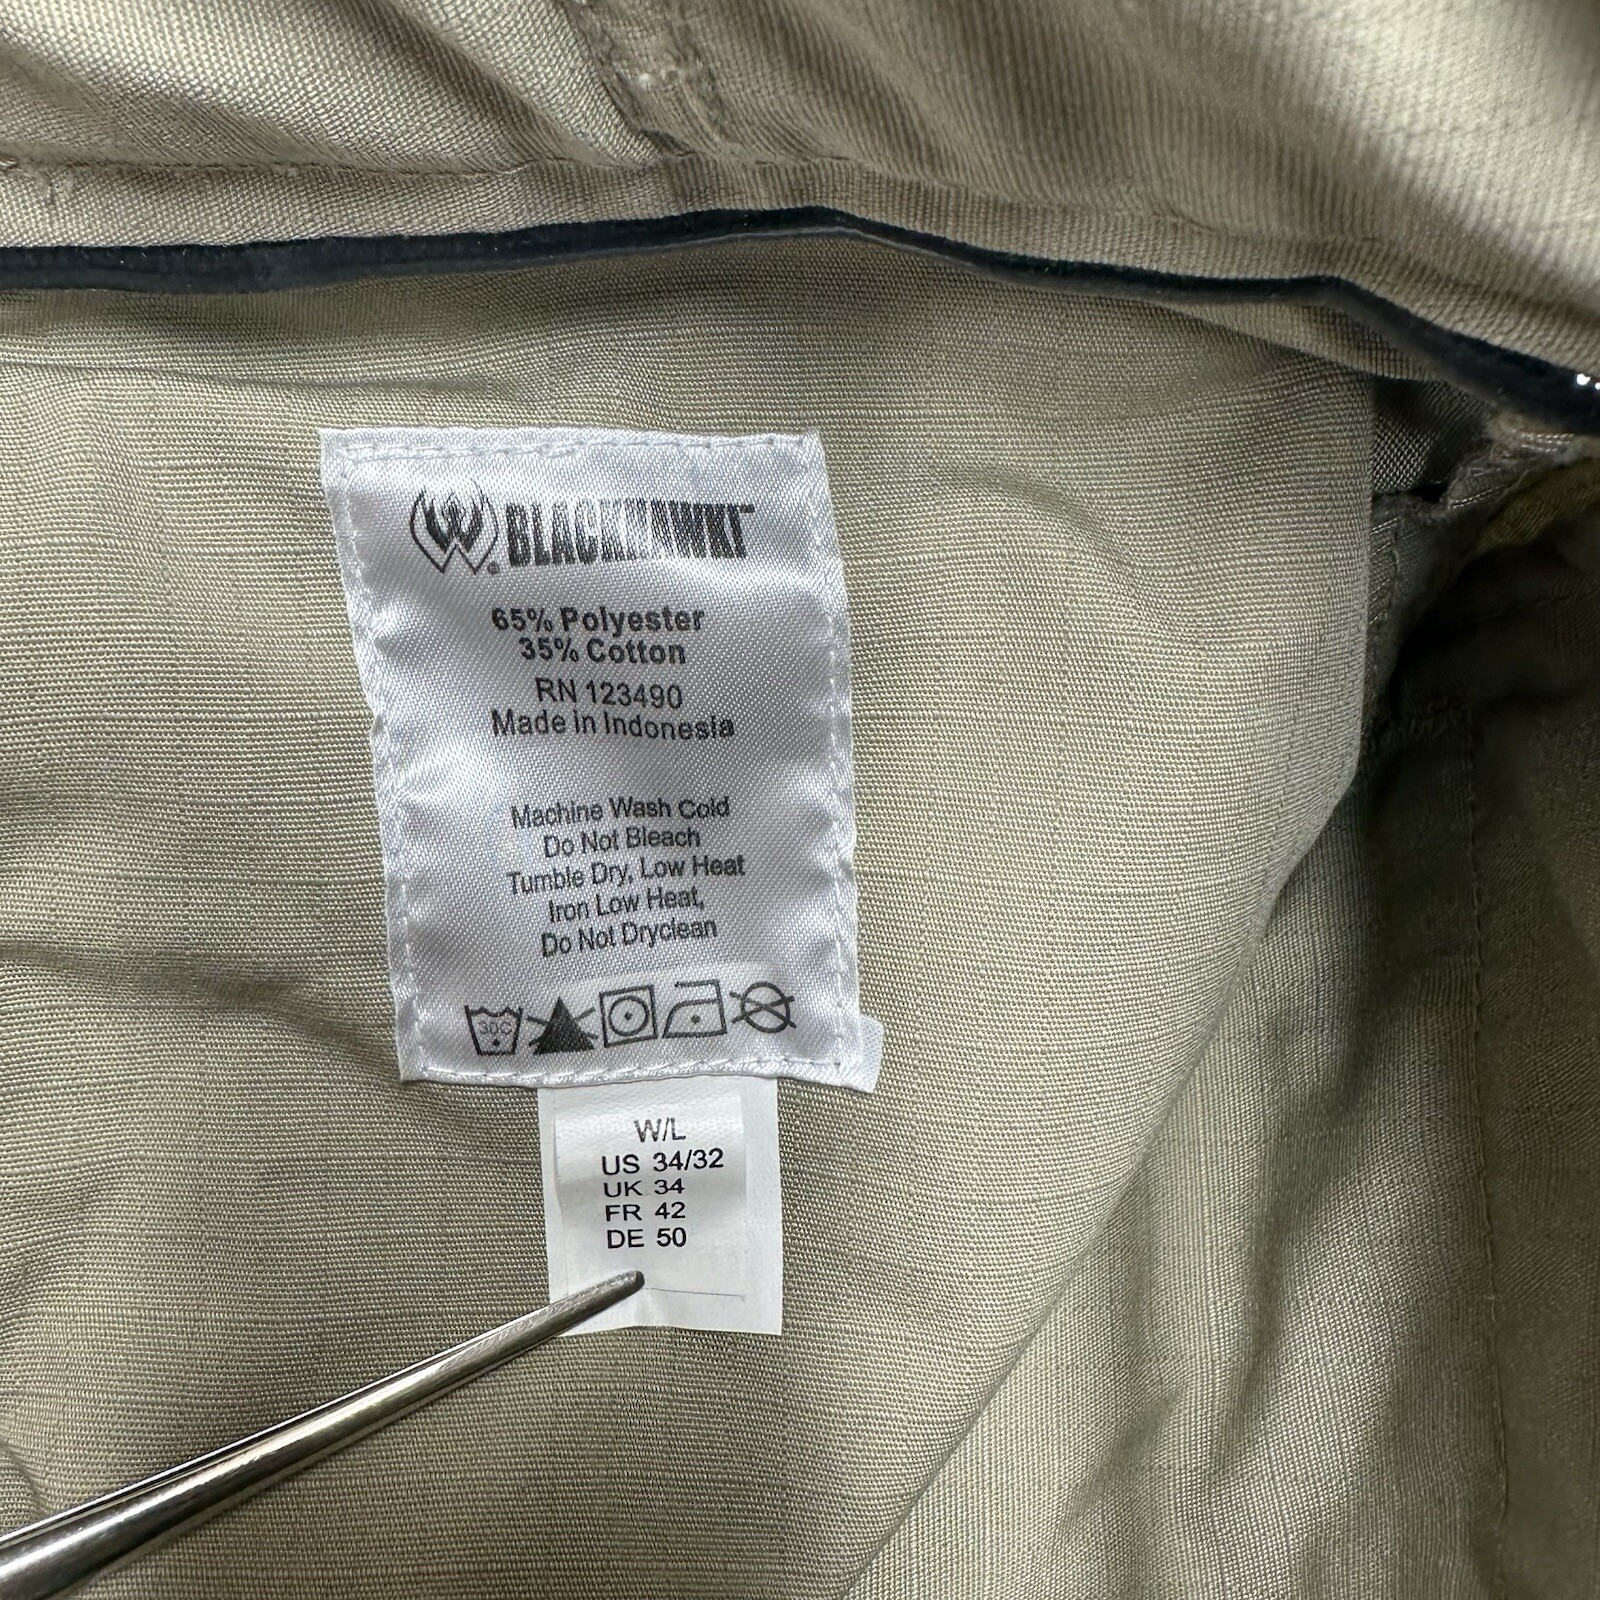 BLACKHAWK!™
65% Polyester
35% Cotton
RN 123490
Made in Indonesia
Machine Wash Cold
Do Not Bleach
Tumble Dry, Low Heat
Iron Low Heat,
Do Not Dryclean
30C
W/L
US 34/32
UK 34
FR 42
DE 50